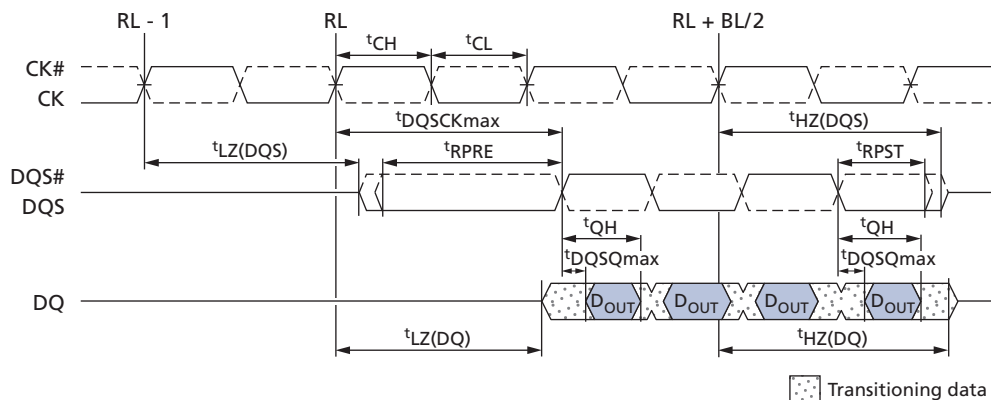 RL - 1 RL RL + BL/2
tCH tCL
CK#
CK
tDQSCKmax tHZ(DQS)
tLZ(DQS) tRPRE tRPST
DQS#
DQS
tQH tQH
tDQSQmax tDQSQmax
DQ DOUT DOUT DOUT DOUT
tLZ(DQ) tHZ(DQ)
Transitioning data